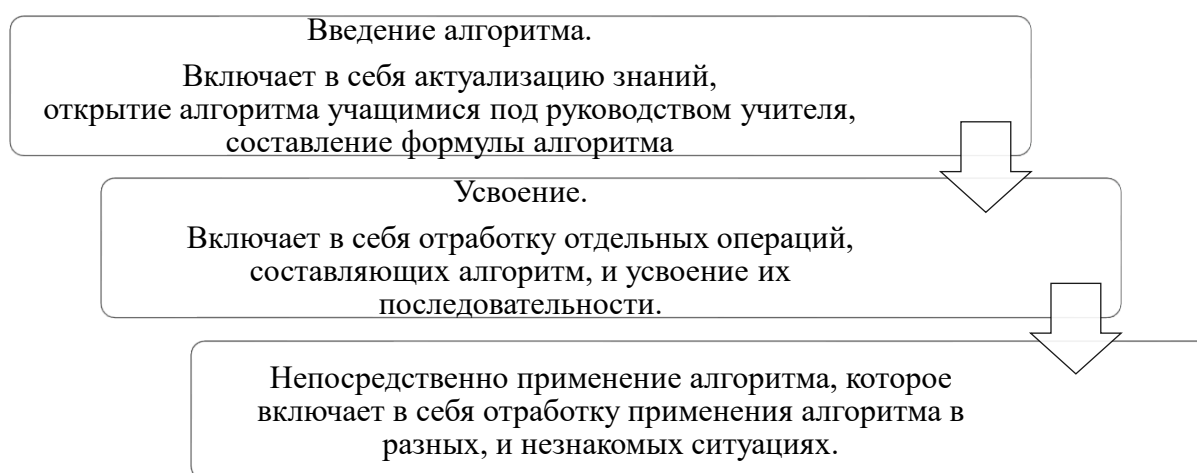 Введение алгоритма.
Включает в себя актуализацию знаний,
открытие алгоритма учащимися под руководством учителя,
составление формулы алгоритма
Усвоение.
Включает в себя отработку отдельных операций,
составляющих алгоритм, и усвоение их
последовательности.
Непосредственно применение алгоритма, которое
включает в себя отработку применения алгоритма в
разных, и незнакомых ситуациях.